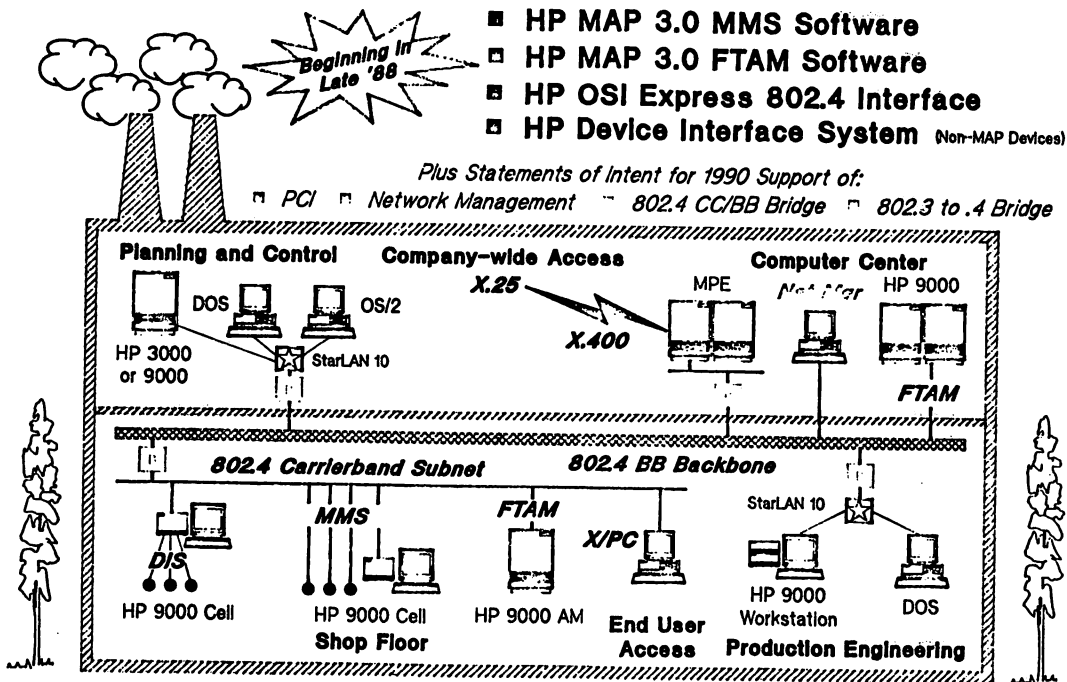 Beginning in
Late '88
HP MAP 3.0 MMS Software
HP MAP 3.0 FTAM Software
HP OSI Express 802.4 Interface
HP Device Interface System (Non-MAP Devices)
Plus Statements of Intent for 1990 Support of:
PCI Network Management 802.4 CC/BB Bridge 802.3 to .4 Bridge
Planning and Control
DOS
OS/2
HP 3000
or 9000
StarLAN 10
Company-wide Access
X.25
X.400
Computer Center
MPE
Net Mgr
HP 9000
FTAM
802.4 Carrierband Subnet
802.4 BB Backbone
DIS
HP 9000 Cell
MMS
HP 9000 Cell
Shop Floor
FTAM
HP 9000 AM
X/PC
End User
Access
StarLAN 10
HP 9000
Workstation
DOS
Production Engineering